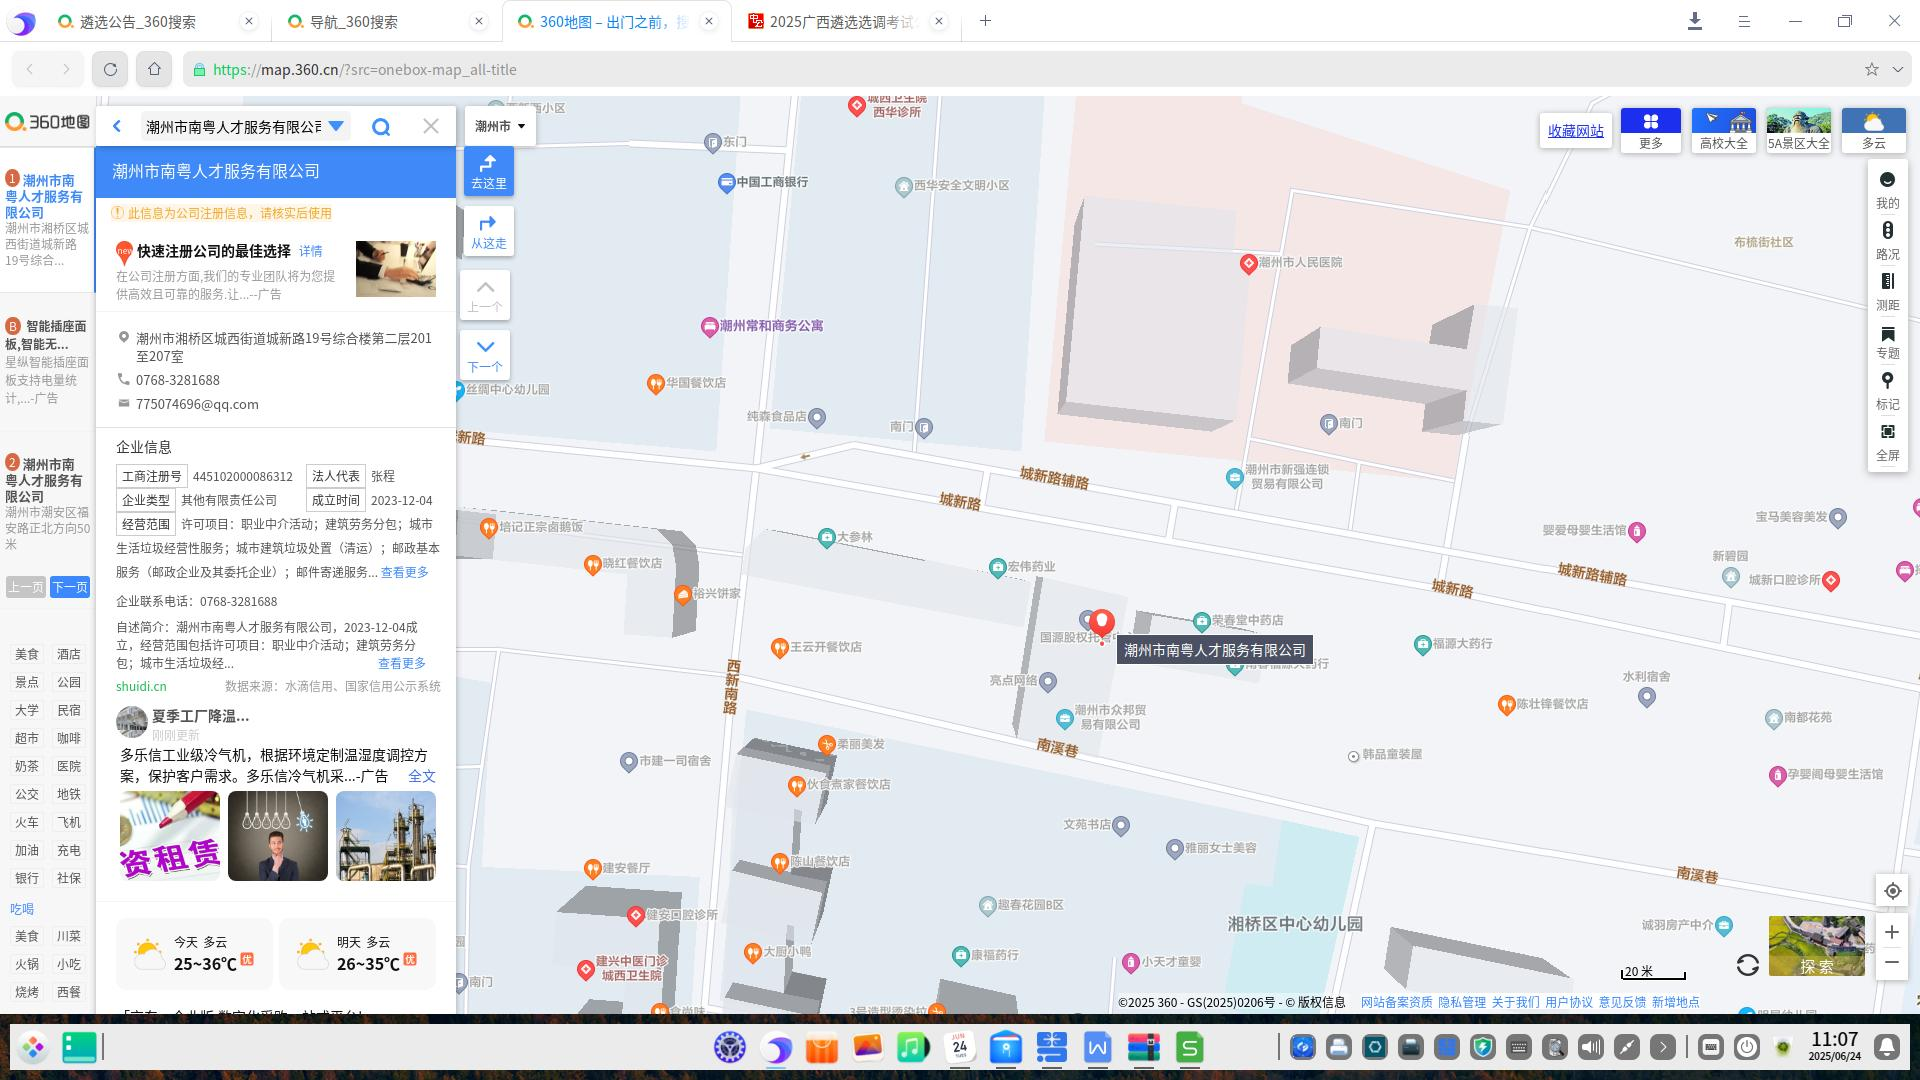 遴选公告_360搜索
导航_360搜索
360地图 – 出门之前，
2025广西遴选选调考试
https://map.360.cn/?src=onebox-map_all-title
360地图
潮州市南粤人才服务有限公司
潮州市
收藏网站
更多
高校大全
5A景区大全
多云
1 潮州市南
粤人才服务有
限公司
潮州市湘桥区城
西街道城新路
19号综合...
B 智能插座面
板,智能无...
星纵智能插座面
板支持电量统
计,...-广告
2 潮州市南
粤人才服务有
限公司
潮州市潮安区福
安路正北方向50
米
上一页 下一页
美食 酒店
景点 公园
大学 民宿
超市 咖啡
奶茶 医院
公交 地铁
火车 飞机
加油 充电
银行 社保
吃喝
美食 川菜
火锅 小吃
烧烤 西餐
潮州市南粤人才服务有限公司
此信息为公司注册信息，请核实后使用
new 快速注册公司的最佳选择 详情
在公司注册方面,我们的专业团队将为您提
供高效且可靠的服务.让...--广告
潮州市湘桥区城西街道城新路19号综合楼第二层201
至207室
0768-3281688
775074696@qq.com
企业信息
工商注册号 445102000086312 法人代表 张程
企业类型 其他有限责任公司 成立时间 2023-12-04
经营范围 许可项目：职业中介活动；建筑劳务分包；城市
生活垃圾经营性服务；城市建筑垃圾处置（清运）；邮政基本
服务（邮政企业及其委托企业）；邮件寄递服务... 查看更多
企业联系电话：0768-3281688
自述简介：潮州市南粤人才服务有限公司，2023-12-04成
立，经营范围包括许可项目：职业中介活动；建筑劳务分
包；城市生活垃圾经... 查看更多
shuidi.cn 数据来源：水滴信用、国家信用公示系统
夏季工厂降温...
刚刚更新
多乐信工业级冷气机，根据环境定制温湿度调控方
案，保护客户需求。多乐信冷气机采...-广告 全文
资租赁
今天 多云
25~36℃ 优
明天 多云
26~35℃ 优
去这里
从这走
上一个
下一个
我的
路况
测距
专题
标记
全屏
城西卫生院
西华诊所
东门
中国工商银行
西华安全文明小区
布梳街社区
潮州市人民医院
潮州常和商务公寓
丝绸中心幼儿园
华国餐饮店
纯森食品店
南门
南门
城新路
城新路辅路
潮州市新强连锁
贸易有限公司
培记正宗卤鹅饭
大参林
婴爱母婴生活馆
宝马美容美发
晓红餐饮店
宏伟药业
新碧园
城新口腔诊所
城新路
城新路辅路
裕兴饼家
荣春堂中药店
国源股权托管中
潮州市南粤人才服务有限公司
福源大药行
王云开餐饮店
亮点网络
水利宿舍
西新南路
潮州市众邦贸
易有限公司
陈壮锋餐饮店
南都花苑
柔丽美发
南溪巷
韩品童装屋
市建一司宿舍
孕婴阁母婴生活馆
伙食煮家餐饮店
文苑书店
雅丽女士美容
建安餐厅
陈山餐饮店
南溪巷
健安口腔诊所
趣春花园B区
湘桥区中心幼儿园
诚羽房产中介
大厨小鸭
康福药行
小天才童婴
建兴中医门诊
城西卫生院
南门
20 米
探索
©2025 360 - GS(2025)0206号 - © 版权信息 网站备案资质 隐私管理 关于我们 用户协议 意见反馈 新增地点
JUN
24
TUES
11:07
2025/06/24